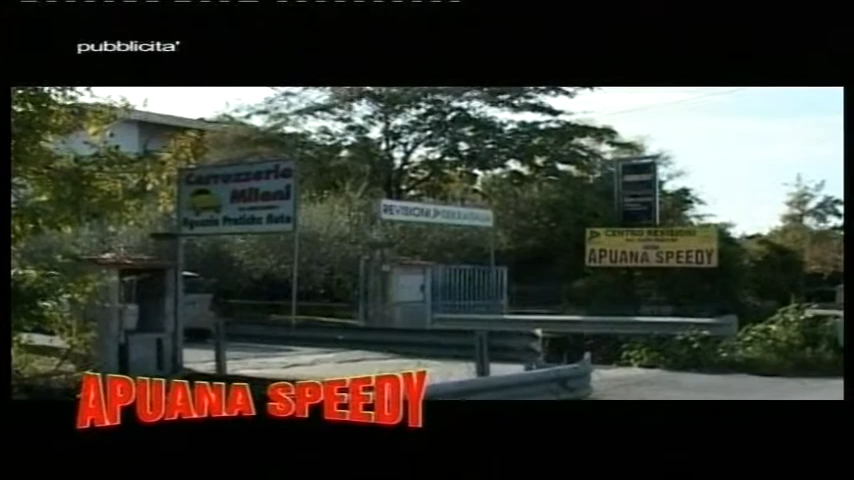 pubblicita'
Carrozzeria
Milani
Agenzia Pratiche Auto
REVISIONI
CENTRO REVISIONI
APUANA SPEEDY
APUANA SPEEDY